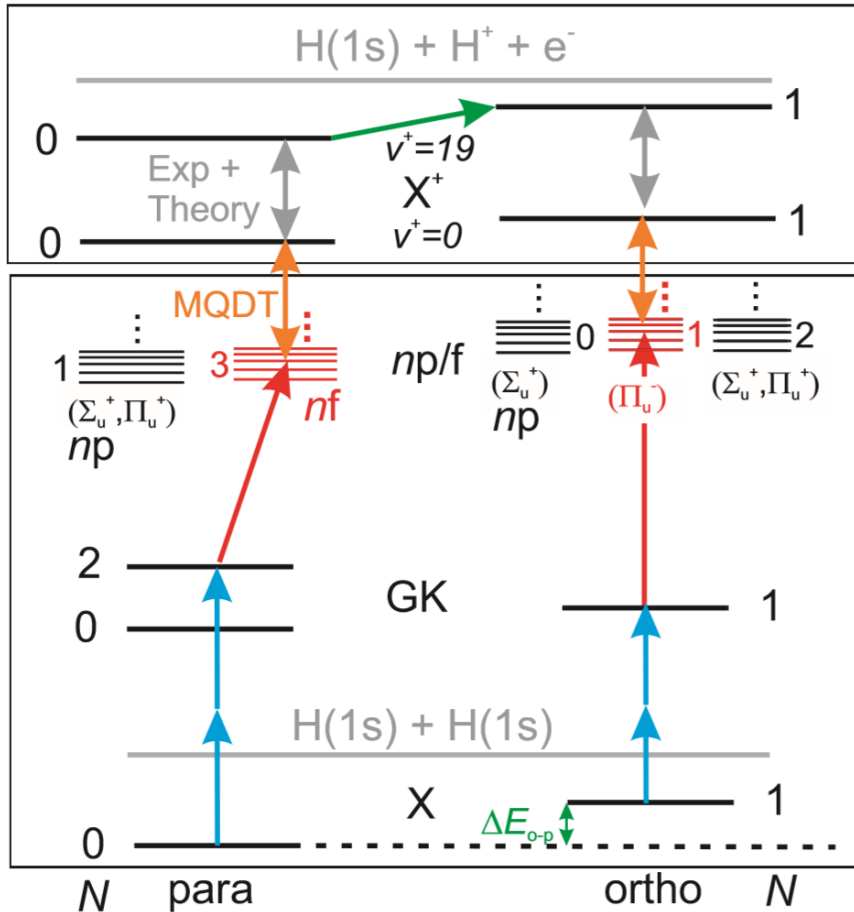 H(1s) + H⁺ + e⁻
0
1
v⁺=19
Exp +
Theory
X⁺
0
v⁺=0
1
MQDT
1
3
np/f
0
1
2
(Σᵤ⁺,Πᵤ⁺)
nf
(Σᵤ⁺)
(Πᵤ⁻)
(Σᵤ⁺,Πᵤ⁺)
np
np
2
GK
0
1
H(1s) + H(1s)
X
1
ΔE_{o-p}
0
N para ortho N